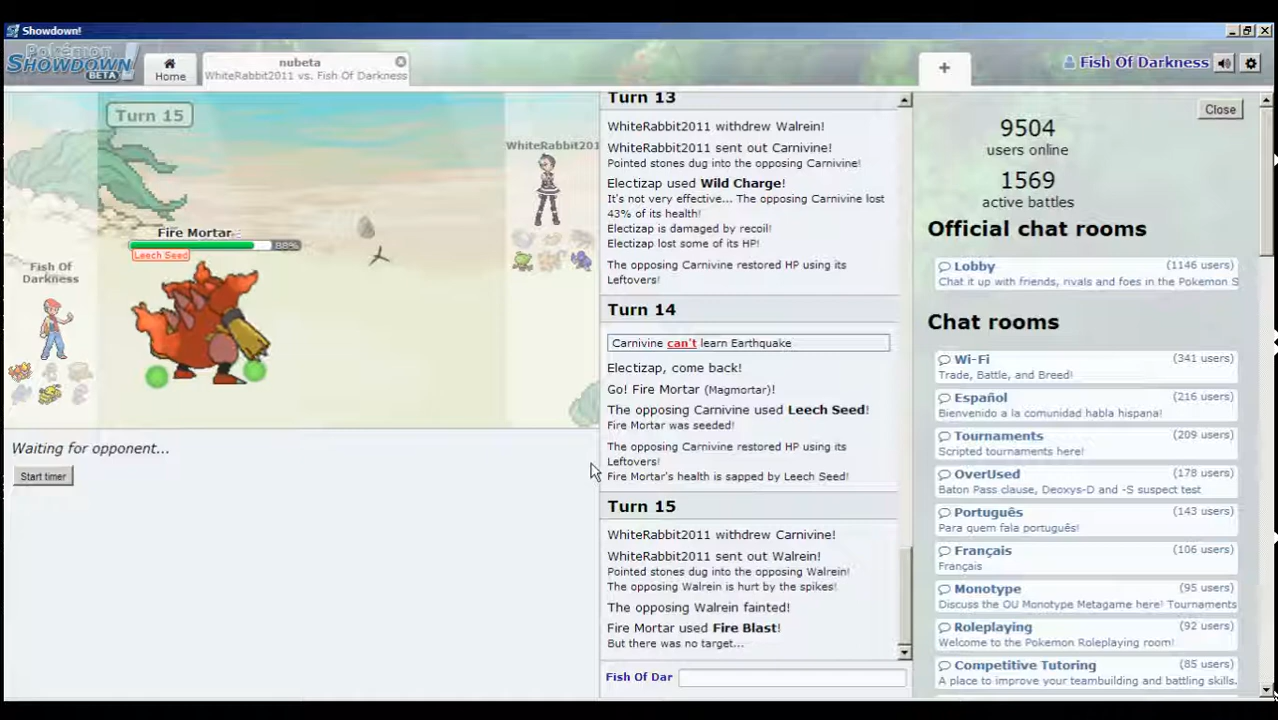 Showdown!
Pokémon
SHOWDOWN!
BETA
Home
nubeta
WhiteRabbit2011 vs. Fish Of Darkness
+
Fish Of Darkness
Turn 15
WhiteRabbit201
Fire Mortar
88%
Leech Seed
Fish Of
Darkness
Waiting for opponent...
Start timer
Turn 13
WhiteRabbit2011 withdrew Walrein!
WhiteRabbit2011 sent out Carnivine!
Pointed stones dug into the opposing Carnivine!
Electizap used Wild Charge!
It's not very effective... The opposing Carnivine lost
43% of its health!
Electizap is damaged by recoil!
Electizap lost some of its HP!
The opposing Carnivine restored HP using its
Leftovers!
Turn 14
Carnivine can't learn Earthquake
Electizap, come back!
Go! Fire Mortar (Magmortar)!
The opposing Carnivine used Leech Seed!
Fire Mortar was seeded!
The opposing Carnivine restored HP using its
Leftovers!
Fire Mortar's health is sapped by Leech Seed!
Turn 15
WhiteRabbit2011 withdrew Carnivine!
WhiteRabbit2011 sent out Walrein!
Pointed stones dug into the opposing Walrein!
The opposing Walrein is hurt by the spikes!
The opposing Walrein fainted!
Fire Mortar used Fire Blast!
But there was no target...
Fish Of Dar
Close
9504
users online
1569
active battles
Official chat rooms
Lobby (1146 users)
Chat it up with friends, rivals and foes in the Pokemon S
Chat rooms
Wi-Fi (341 users)
Trade, Battle, and Breed!
Español (216 users)
Bienvenido a la comunidad habla hispana!
Tournaments (209 users)
Scripted tournaments here!
OverUsed (178 users)
Baton Pass clause, Deoxys-D and -S suspect test
Português (143 users)
Para quem fala português!
Français (106 users)
Français
Monotype (95 users)
Discuss the OU Monotype Metagame here! Tournaments
Roleplaying (92 users)
Welcome to the Pokemon Roleplaying room!
Competitive Tutoring (85 users)
A place to improve your teambuilding and battling skills.